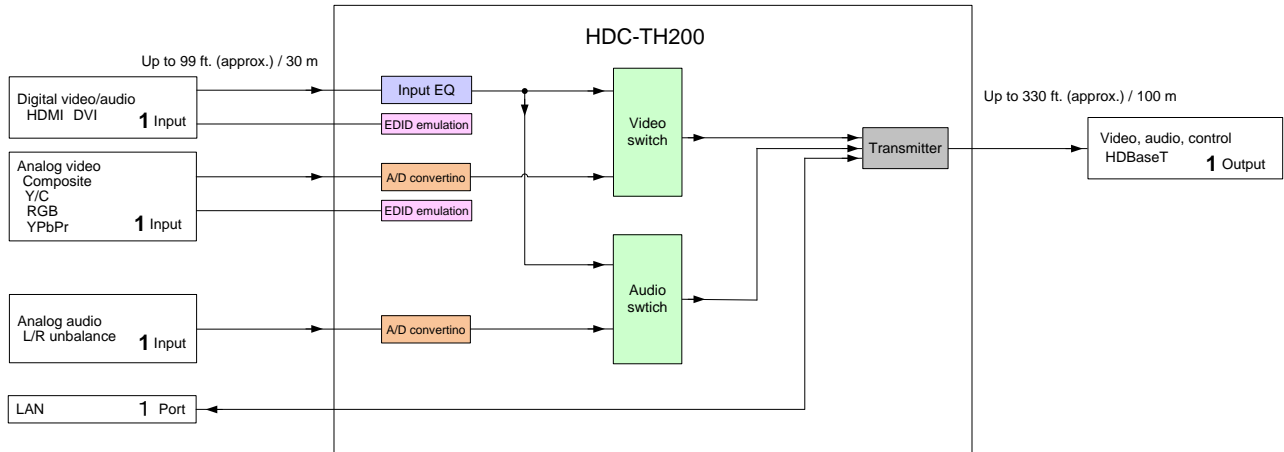 HDC-TH200
Up to 99 ft. (approx.) / 30 m
Digital video/audio
HDMI DVI
1 Input
Input EQ
EDID emulation
Analog video
Composite
Y/C
RGB
YPbPr
1 Input
A/D convertino
EDID emulation
Video
switch
Audio
swtich
Analog audio
L/R unbalance
1 Input
A/D convertino
LAN
1 Port
Transmitter
Up to 330 ft. (approx.) / 100 m
Video, audio, control
HDBaseT
1 Output